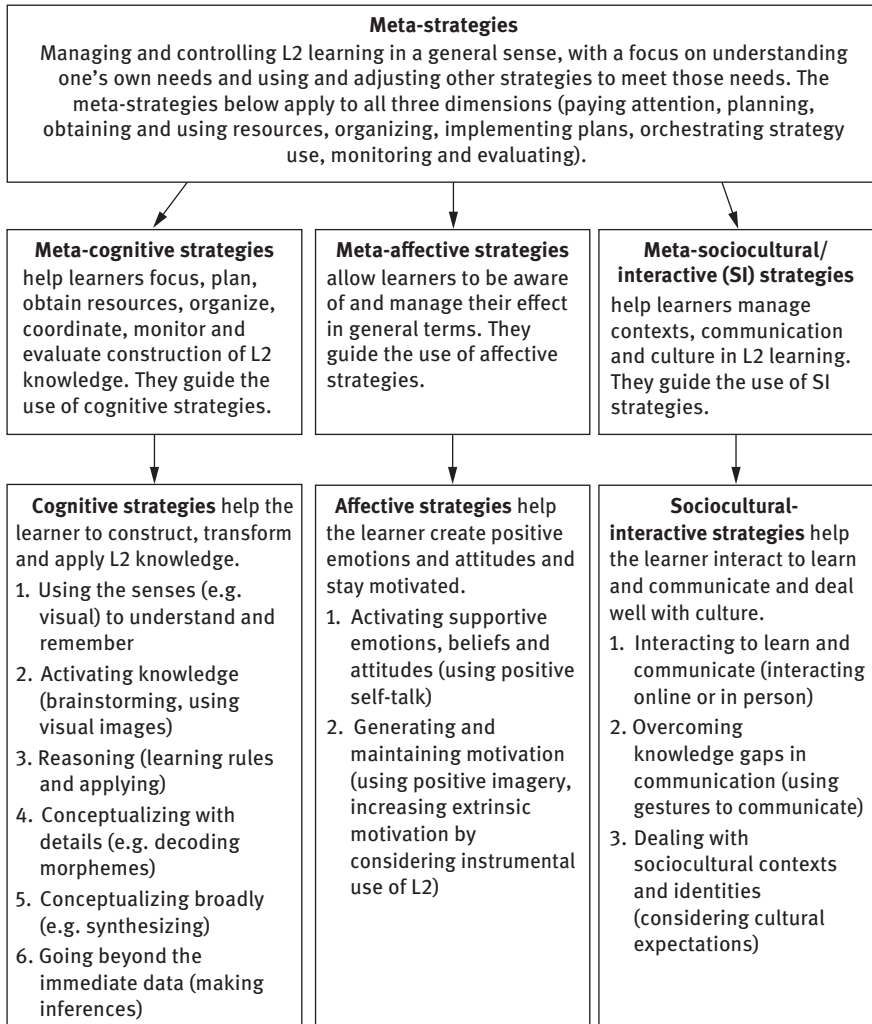 Meta-strategies
Managing and controlling L2 learning in a general sense, with a focus on understanding
one's own needs and using and adjusting other strategies to meet those needs. The
meta-strategies below apply to all three dimensions (paying attention, planning,
obtaining and using resources, organizing, implementing plans, orchestrating strategy
use, monitoring and evaluating).
Meta-cognitive strategies
help learners focus, plan,
obtain resources, organize,
coordinate, monitor and
evaluate construction of L2
knowledge. They guide the
use of cognitive strategies.
Meta-affective strategies
allow learners to be aware
of and manage their effect
in general terms. They
guide the use of affective
strategies.
Meta-sociocultural/
interactive (SI) strategies
help learners manage
contexts, communication
and culture in L2 learning.
They guide the use of SI
strategies.
Cognitive strategies help the
learner to construct, transform
and apply L2 knowledge.
1. Using the senses (e.g.
visual) to understand and
remember
2. Activating knowledge
(brainstorming, using
visual images)
3. Reasoning (learning rules
and applying)
4. Conceptualizing with
details (e.g. decoding
morphemes)
5. Conceptualizing broadly
(e.g. synthesizing)
6. Going beyond the
immediate data (making
inferences)
Affective strategies help
the learner create positive
emotions and attitudes and
stay motivated.
1. Activating supportive
emotions, beliefs and
attitudes (using positive
self-talk)
2. Generating and
maintaining motivation
(using positive imagery,
increasing extrinsic
motivation by
considering instrumental
use of L2)
Sociocultural-
interactive strategies help
the learner interact to learn
and communicate and deal
well with culture.
1. Interacting to learn and
communicate (interacting
online or in person)
2. Overcoming
knowledge gaps in
communication (using
gestures to communicate)
3. Dealing with
sociocultural contexts
and identities
(considering cultural
expectations)